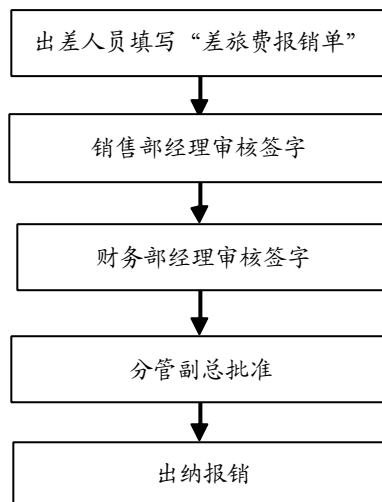 出差人员填写“差旅费报销单”
销售部经理审核签字
财务部经理审核签字
分管副总批准
出纳报销